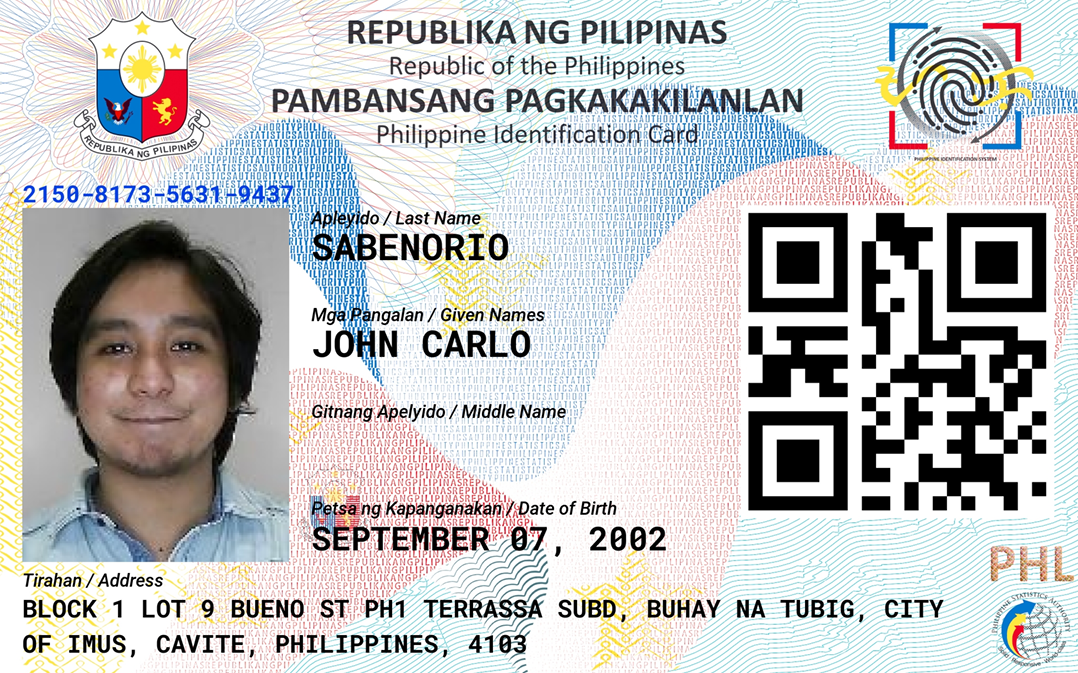 REPUBLIKA NG PILIPINAS
Republic of the Philippines
PAMBANSANG PAGKAKAKILANLAN
Philippine Identification Card
REPUBLIKA NG PILIPINAS
PHILIPPINE IDENTIFICATION SYSTEM
2150-8173-5631-9437
Apleyido / Last Name
SABENORIO
Mga Pangalan / Given Names
JOHN CARLO
Gitnang Apelyido / Middle Name
Petsa ng Kapanganakan / Date of Birth
SEPTEMBER 07, 2002
PHL
Tirahan / Address
BLOCK 1 LOT 9 BUENO ST PH1 TERRASSA SUBD, BUHAY NA TUBIG, CITY
OF IMUS, CAVITE, PHILIPPINES, 4103
PHILIPPINE STATISTICS AUTHORITY